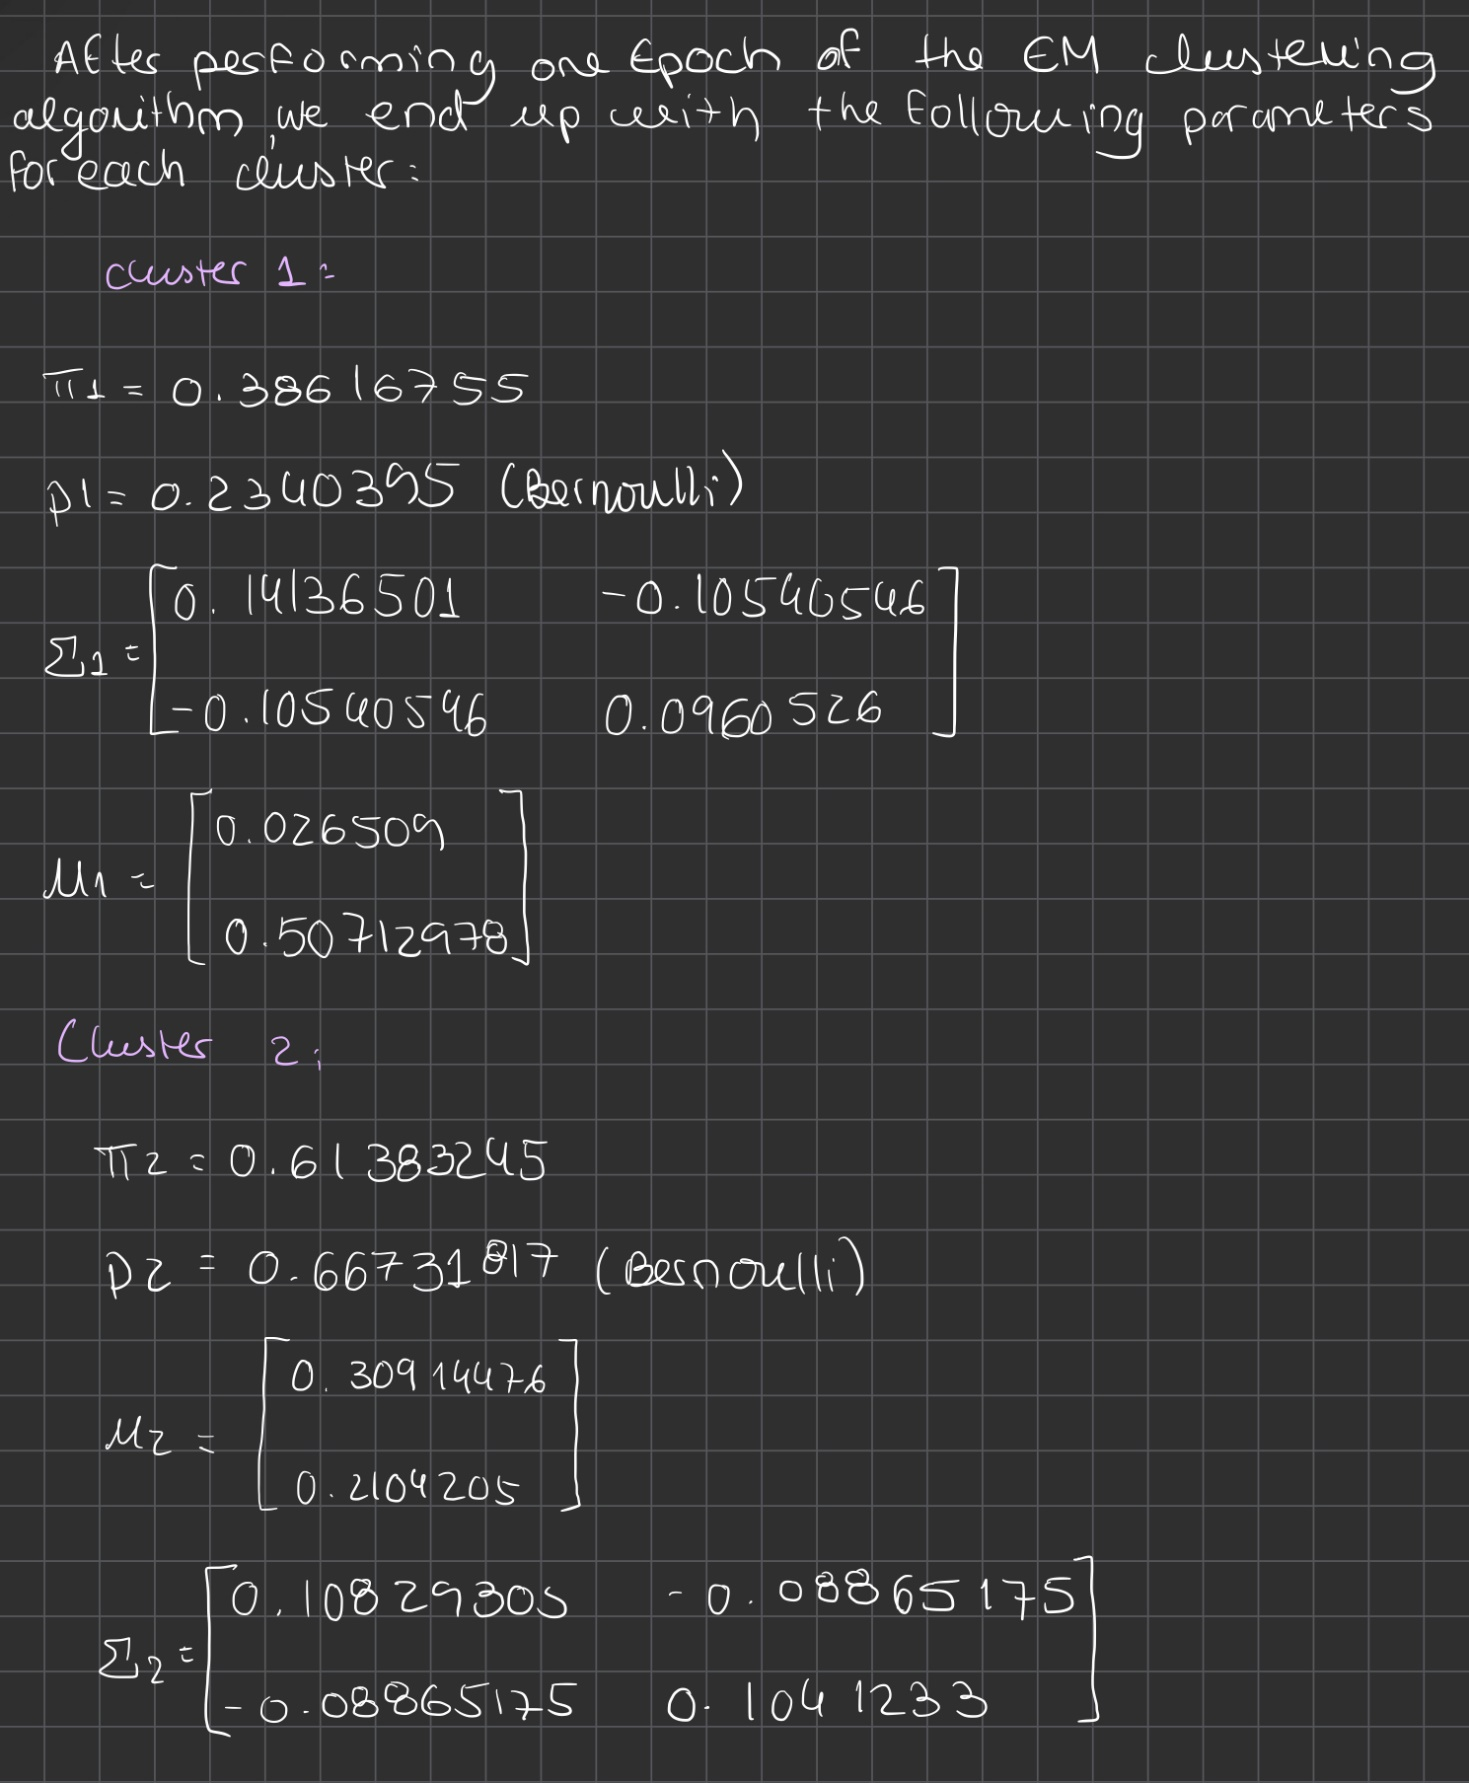 After performing one Epoch of the EM clustering
algorithm, we end up with the following parameters
for each cluster:
cluster 1:
π1 = 0.38616755
p1 = 0.2340395 (Bernoulli)
Σ1 = [0.14136501 -0.10540546
-0.10540546 0.0960526]
μ1 = [0.026509
0.50712978]
Cluster 2:
π2 = 0.61383245
p2 = 0.66731817 (Bernoulli)
μ2 = [0.30914476
0.2104205]
Σ2 = [0.10829305 -0.08865175
-0.08865175 0.1041233]